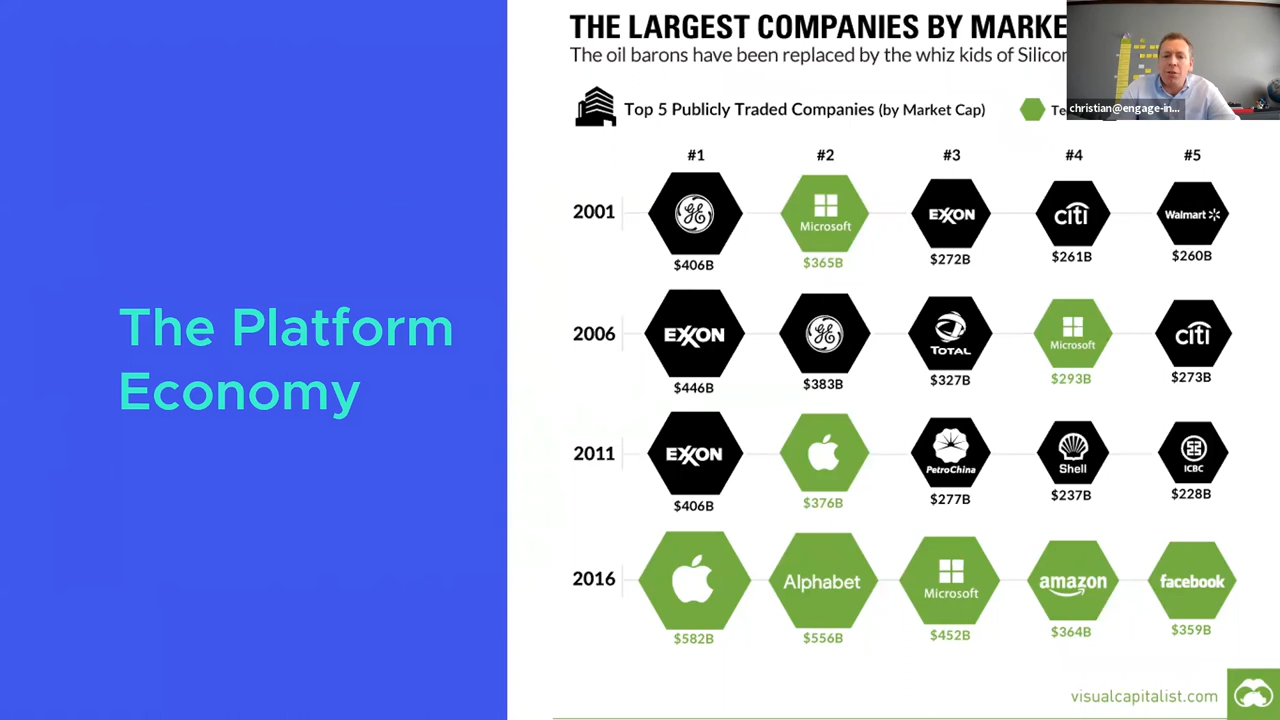 The Platform
Economy
THE LARGEST COMPANIES BY MARKE
The oil barons have been replaced by the whiz kids of Silicon
Top 5 Publicly Traded Companies (by Market Cap)
christian@engage-in...
#1 #2 #3 #4 #5
2001
GE Microsoft EXXON citi Walmart
$406B $365B $272B $261B $260B
2006
EXXON GE TOTAL Microsoft citi
$446B $383B $327B $293B $273B
2011
EXXON PetroChina Shell ICBC
$406B $376B $277B $237B $228B
2016
Alphabet Microsoft amazon facebook
$582B $556B $452B $364B $359B
visualcapitalist.com